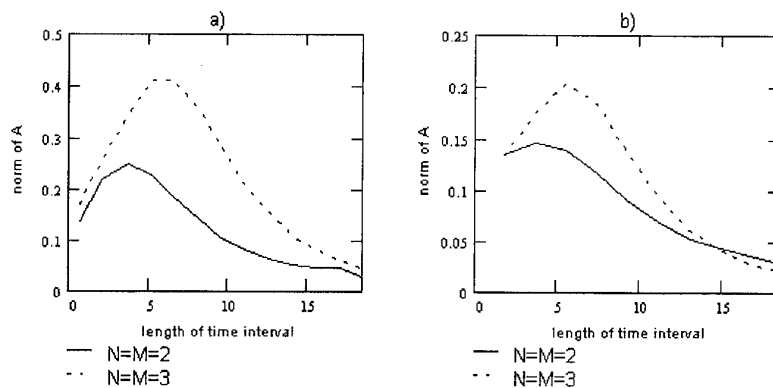 a)
0.5
0.4
0.3
0.2
0.1
0
norm of A
0
5
10
15
length of time interval
N=M=2
N=M=3
b)
0.25
0.2
0.15
0.1
0.05
0
norm of A
0
5
10
15
length of time interval
N=M=2
N=M=3